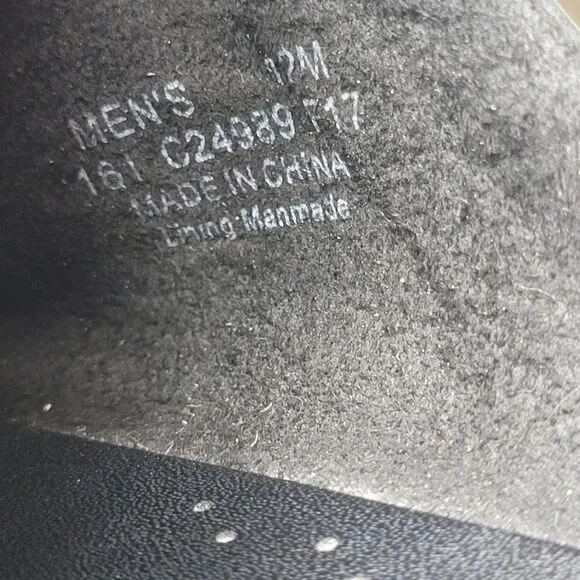 MEN'S 12M
161 C24989 F17
MADE IN CHINA
Lining:Manmade